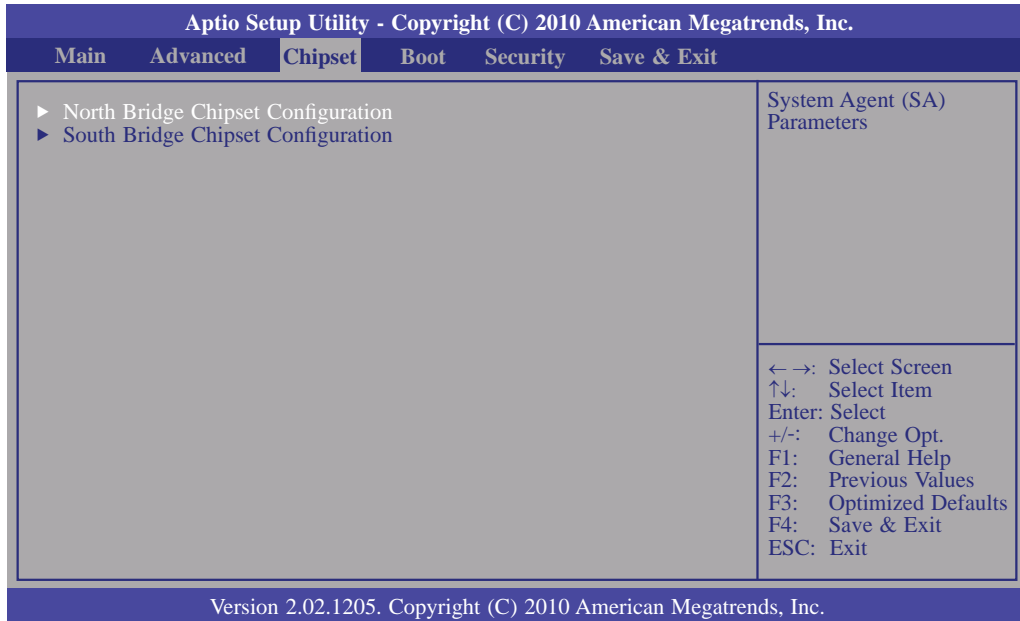 Aptio Setup Utility - Copyright (C) 2010 American Megatrends, Inc.
Main Advanced Chipset Boot Security Save & Exit
► North Bridge Chipset Configuration
► South Bridge Chipset Configuration
System Agent (SA)
Parameters
←→: Select Screen
↑↓: Select Item
Enter: Select
+/-: Change Opt.
F1: General Help
F2: Previous Values
F3: Optimized Defaults
F4: Save & Exit
ESC: Exit
Version 2.02.1205. Copyright (C) 2010 American Megatrends, Inc.